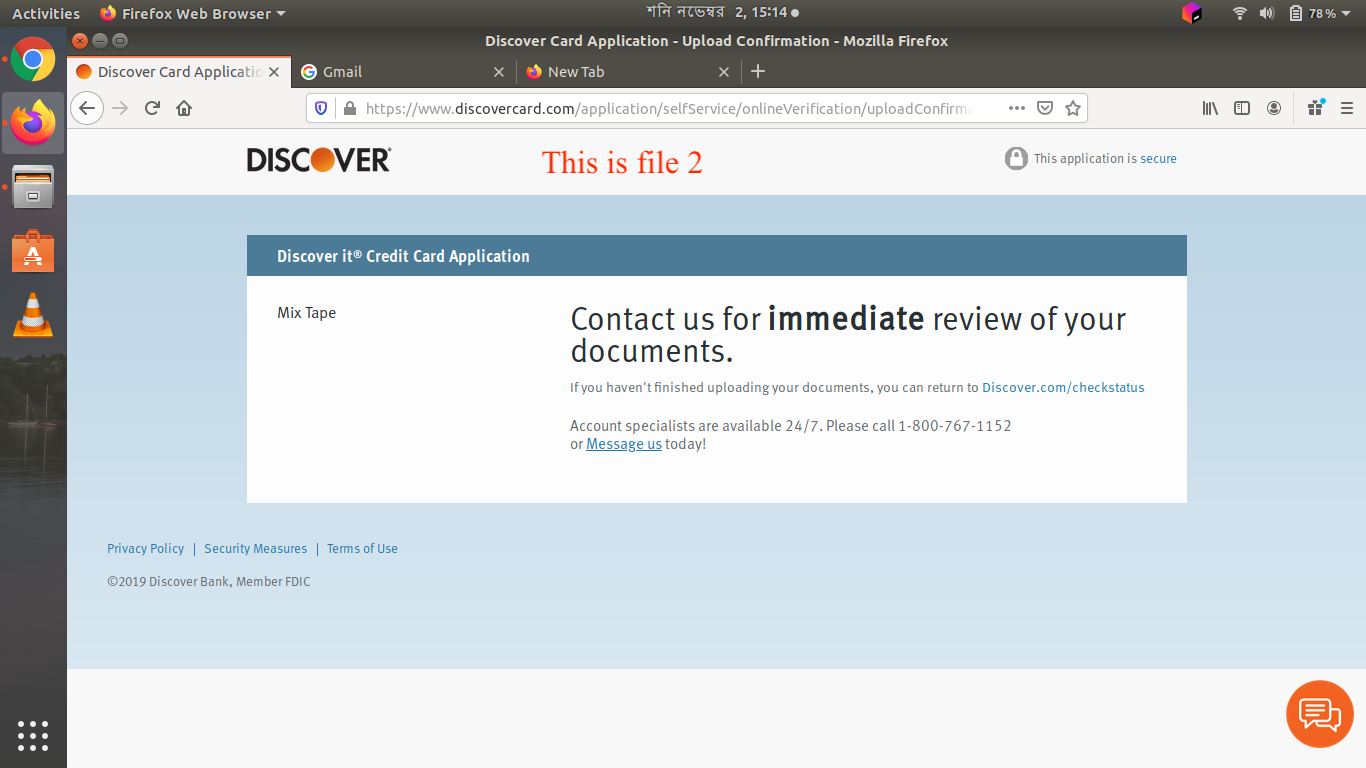 Activities
Firefox Web Browser
শনি নভেম্বর 2, 15:14
78%
Discover Card Application - Upload Confirmation - Mozilla Firefox
Discover Card Applicatio
Gmail
New Tab
https://www.discovercard.com/application/selfService/onlineVerification/uploadConfirma
DISCOVER
This is file 2
This application is secure
Discover it® Credit Card Application
Mix Tape
Contact us for immediate review of your
documents.
If you haven't finished uploading your documents, you can return to Discover.com/checkstatus
Account specialists are available 24/7. Please call 1-800-767-1152
or Message us today!
Privacy Policy | Security Measures | Terms of Use
©2019 Discover Bank, Member FDIC